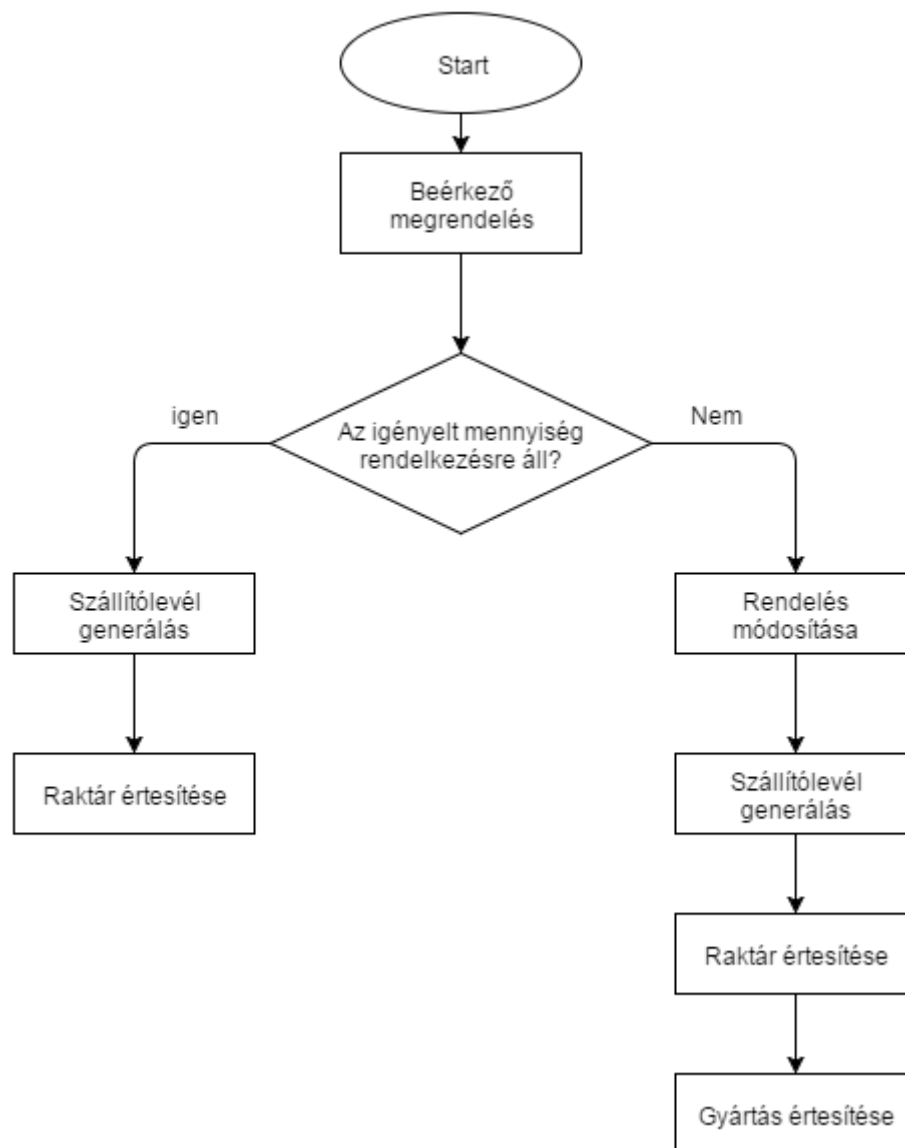 Start
Beérkező
megrendelés
igen
Nem
Az igényelt mennyiség
rendelkezésre áll?
Szállítólevél
generálás
Rendelés
módosítása
Raktár értesítése
Szállítólevél
generálás
Raktár értesítése
Gyártás értesítése